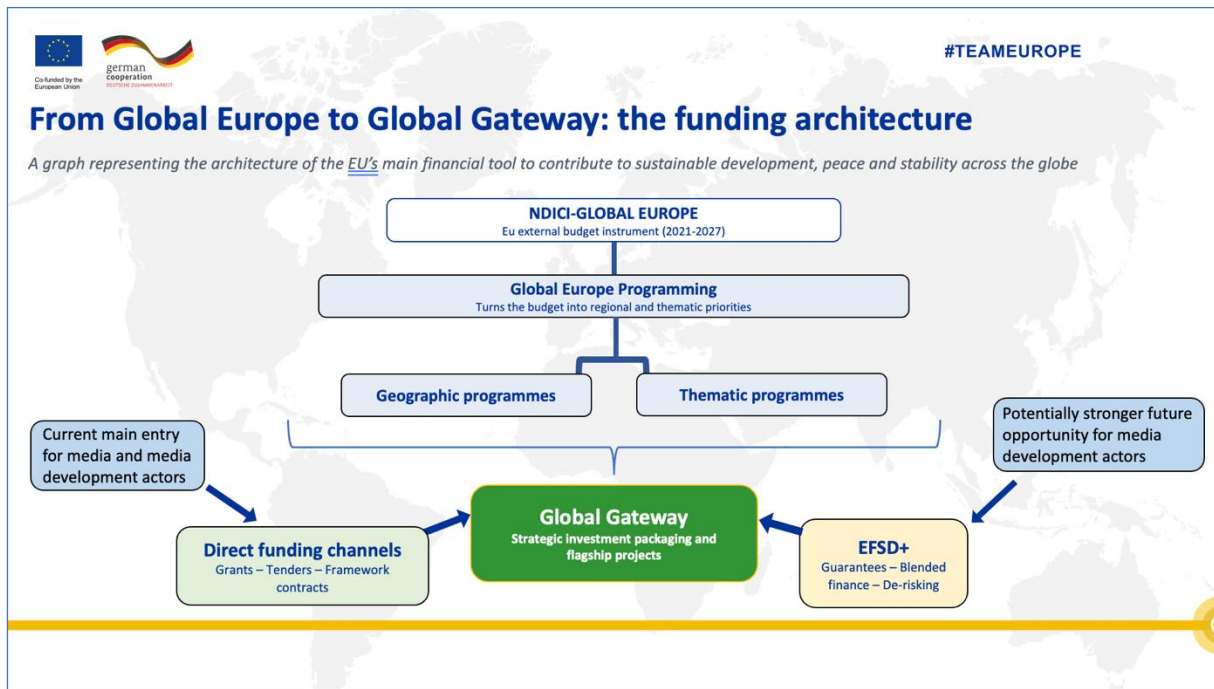 #TEAMEUROPE
Co-funded by the
European Union
german
cooperation
DEUTSCHE ZUSAMMENARBEIT
From Global Europe to Global Gateway: the funding architecture
A graph representing the architecture of the EU's main financial tool to contribute to sustainable development, peace and stability across the globe
NDICI-GLOBAL EUROPE
Eu external budget instrument (2021-2027)
Global Europe Programming
Turns the budget into regional and thematic priorities
Geographic programmes
Thematic programmes
Current main entry
for media and media
development actors
Potentially stronger future
opportunity for media
development actors
Direct funding channels
Grants – Tenders – Framework
contracts
Global Gateway
Strategic investment packaging and
flagship projects
EFSD+
Guarantees – Blended
finance – De-risking